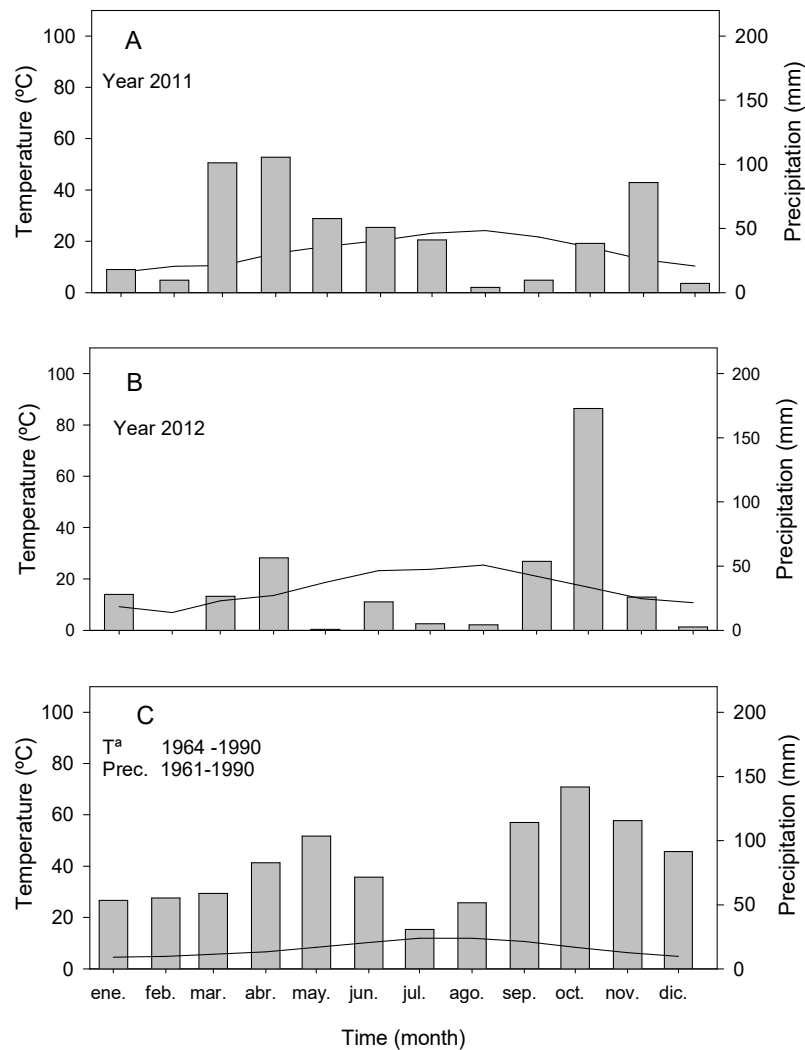 A
Year 2011
Temperature (ºC)
100
80
60
40
20
0
Precipitation (mm)
200
150
100
50
0
B
Year 2012
Temperature (ºC)
100
80
60
40
20
0
Precipitation (mm)
200
150
100
50
0
C
Tª 1964 -1990
Prec. 1961-1990
Temperature (ºC)
100
80
60
40
20
0
Precipitation (mm)
200
150
100
50
0
ene. feb. mar. abr. may. jun. jul. ago. sep. oct. nov. dic.
Time (month)